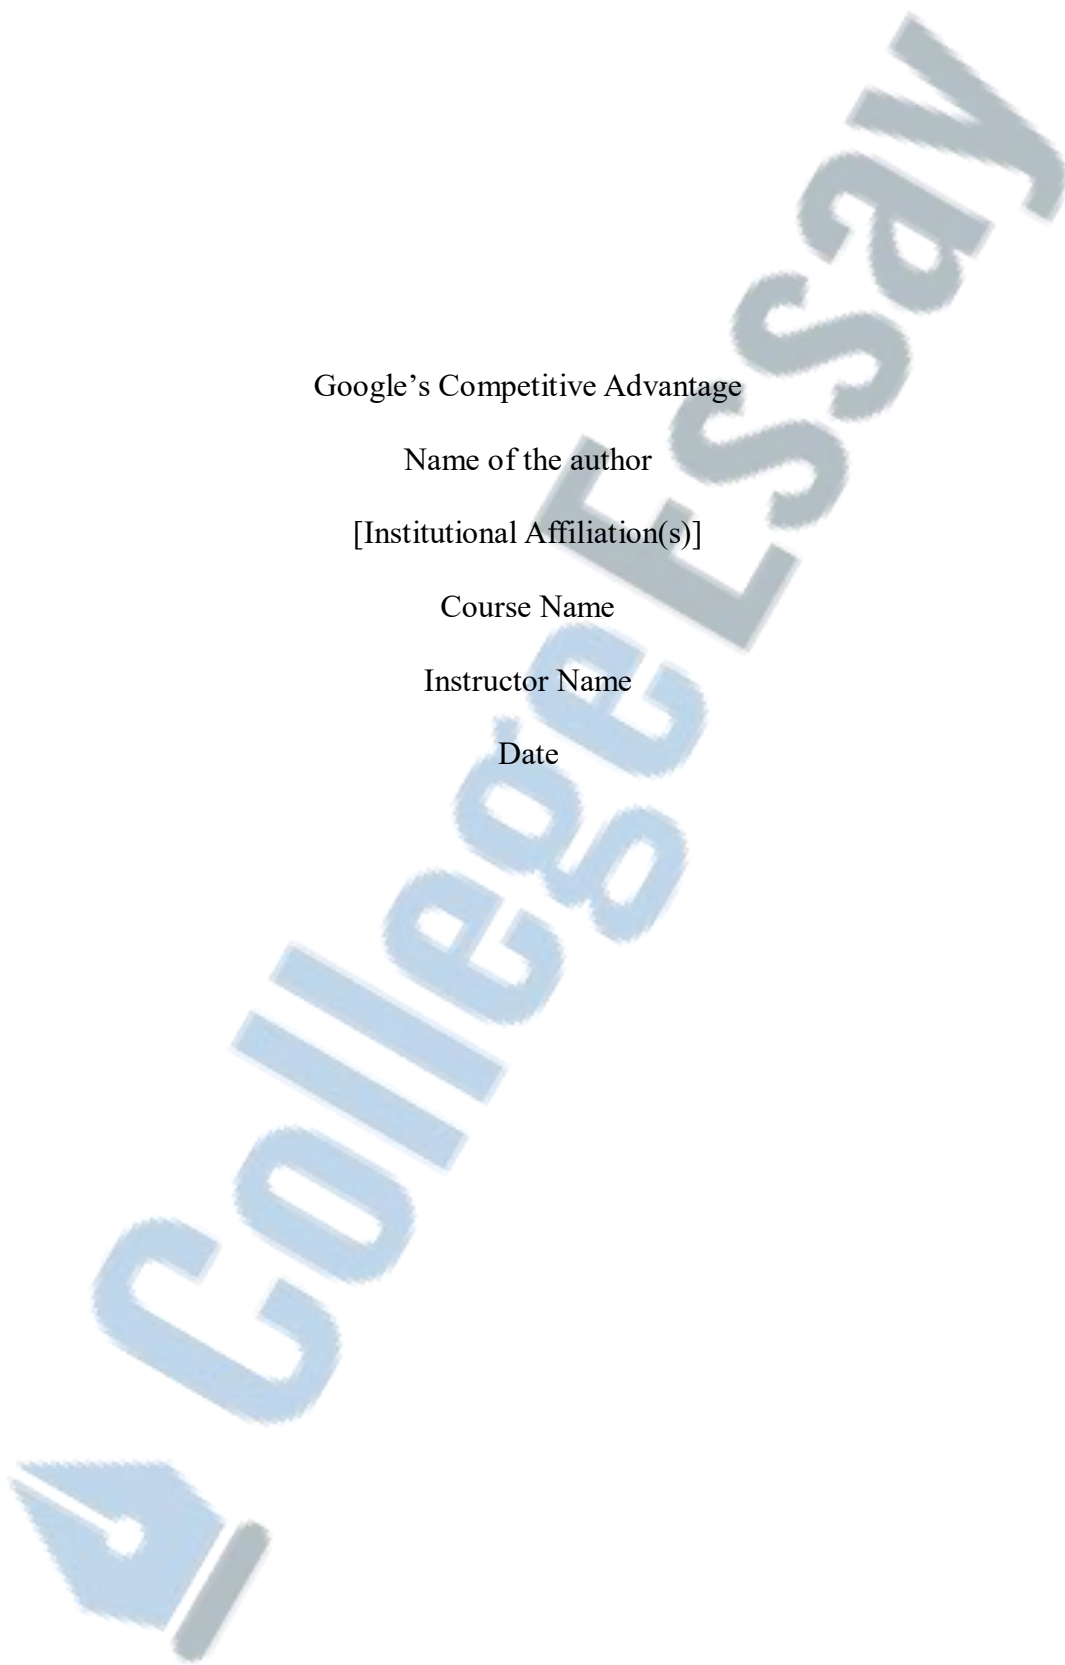 Google’s Competitive Advantage
Name of the author
[Institutional Affiliation(s)]
Course Name
Instructor Name
Date
CollegeEssay